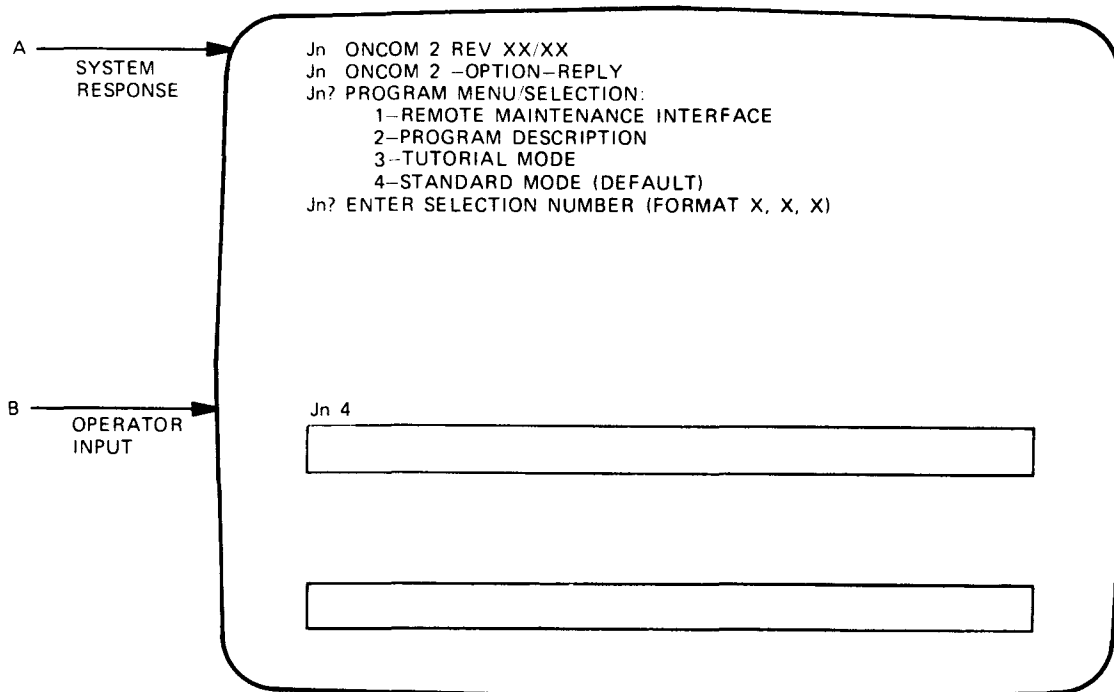 A
SYSTEM
RESPONSE
Jn ONCOM 2 REV XX/XX
Jn ONCOM 2 –OPTION–REPLY
Jn? PROGRAM MENU/SELECTION:
1–REMOTE MAINTENANCE INTERFACE
2–PROGRAM DESCRIPTION
3–TUTORIAL MODE
4–STANDARD MODE (DEFAULT)
Jn? ENTER SELECTION NUMBER (FORMAT X, X, X)
B
OPERATOR
INPUT
Jn 4